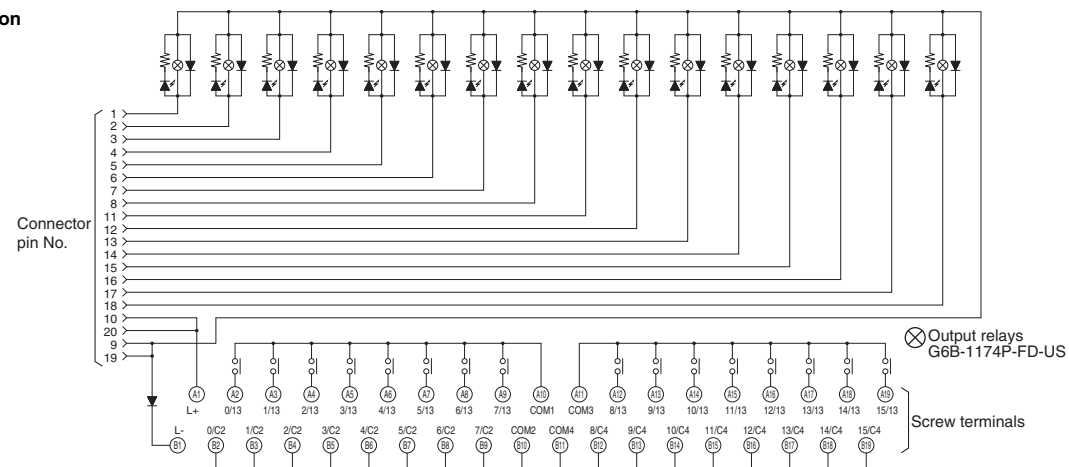 on
1
2
3
4
5
6
7
8
11
12
13
14
15
16
17
18
10
20
9
19
Connector
pin No.
Output relays
G6B-1174P-FD-US
A1 A2 A3 A4 A5 A6 A7 A8 A9 A10 A11 A12 A13 A14 A15 A16 A17 A18 A19
L+ 0/13 1/13 2/13 3/13 4/13 5/13 6/13 7/13 COM1 COM3 8/13 9/13 10/13 11/13 12/13 13/13 14/13 15/13
Screw terminals
L- 0/C2 1/C2 2/C2 3/C2 4/C2 5/C2 6/C2 7/C2 COM2 COM4 8/C4 9/C4 10/C4 11/C4 12/C4 13/C4 14/C4 15/C4
B1 B2 B3 B4 B5 B6 B7 B8 B9 B10 B11 B12 B13 B14 B15 B16 B17 B18 B19